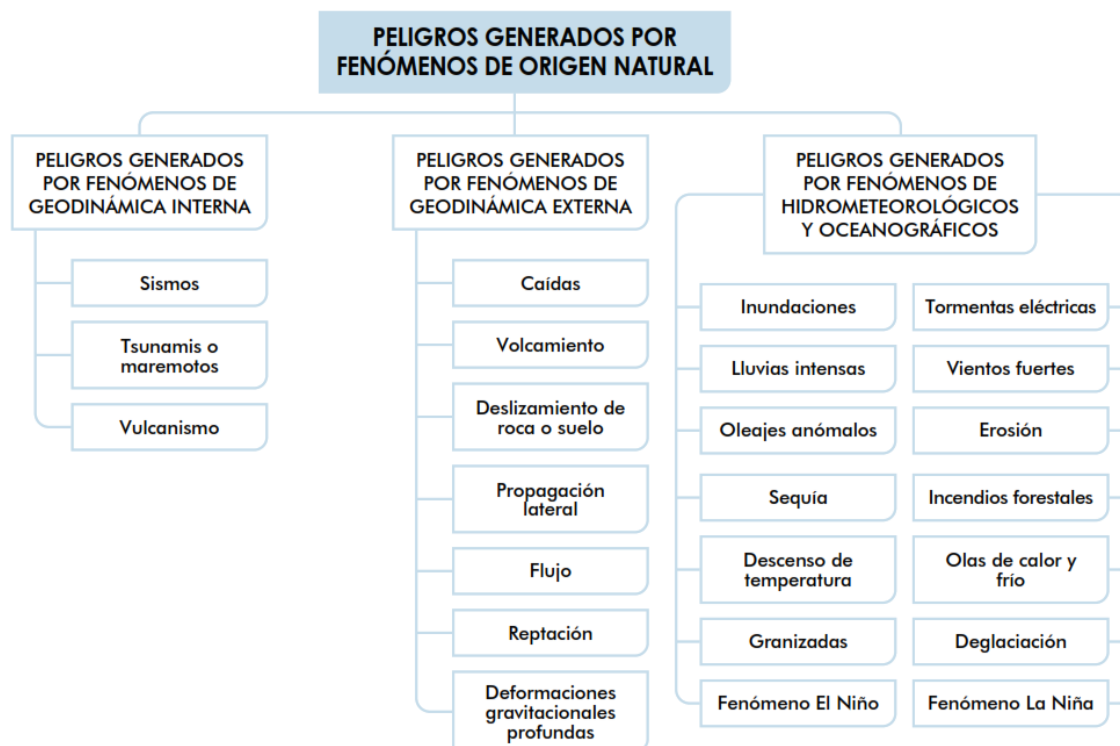 PELIGROS GENERADOS POR
FENÓMENOS DE ORIGEN NATURAL
PELIGROS GENERADOS
POR FENÓMENOS DE
GEODINÁMICA INTERNA
Sismos
Tsunamis o
maremotos
Vulcanismo
PELIGROS GENERADOS
POR FENÓMENOS DE
GEODINÁMICA EXTERNA
Caídas
Volcamiento
Deslizamiento de
roca o suelo
Propagación
lateral
Flujo
Reptación
Deformaciones
gravitacionales
profundas
PELIGROS GENERADOS
POR FENÓMENOS DE
HIDROMETEOROLÓGICOS
Y OCEANOGRÁFICOS
Inundaciones
Lluvias intensas
Oleajes anómalos
Sequía
Descenso de
temperatura
Granizadas
Fenómeno El Niño
Tormentas eléctricas
Vientos fuertes
Erosión
Incendios forestales
Olas de calor y
frío
Deglaciación
Fenómeno La Niña